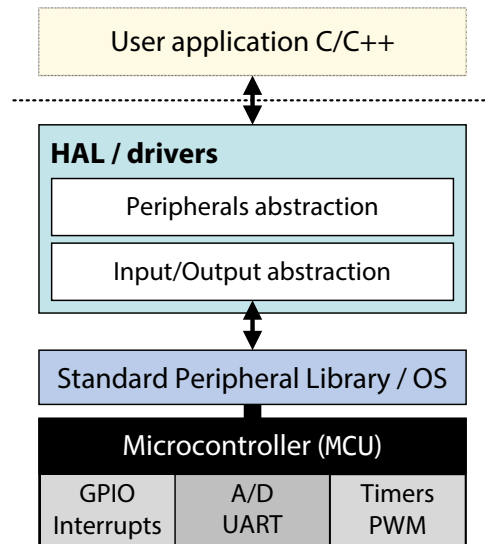 User application C/C++
HAL / drivers
Peripherals abstraction
Input/Output abstraction
Standard Peripheral Library / OS
Microcontroller (MCU)
GPIO
Interrupts
A/D
UART
Timers
PWM